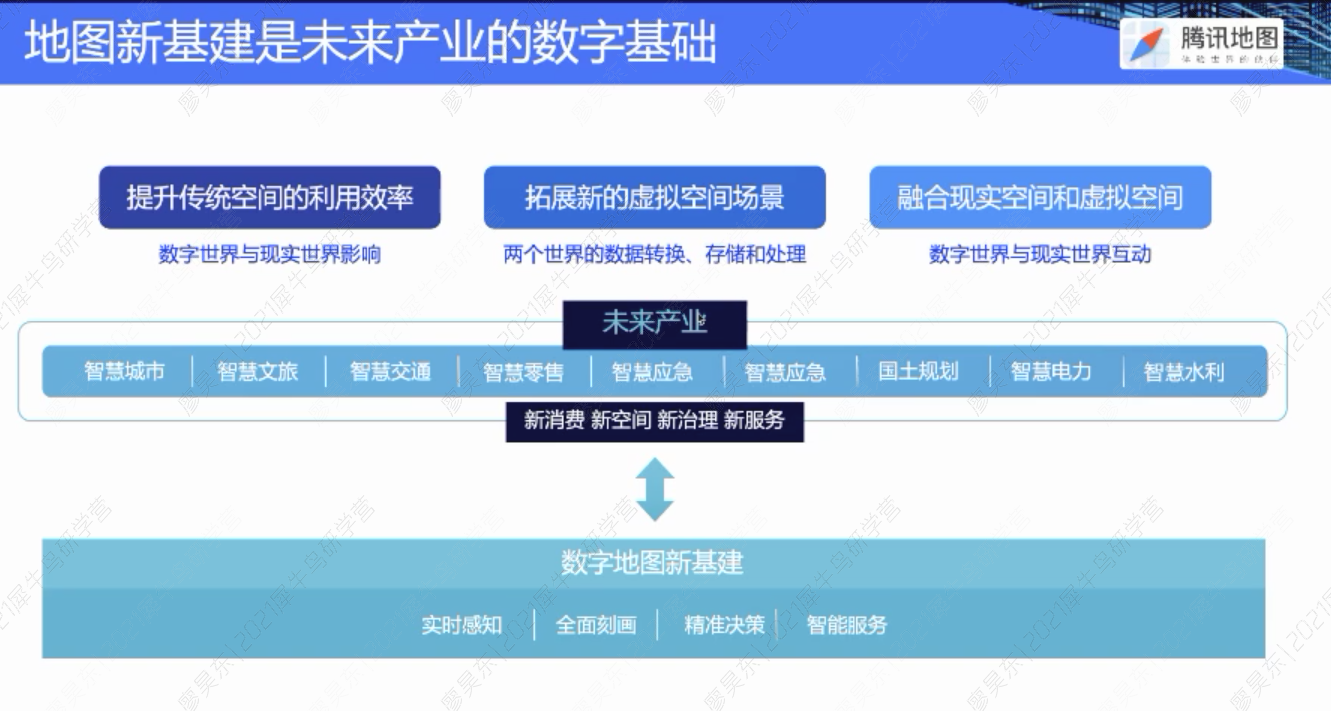 地图新基建是未来产业的数字基础
腾讯地图
提升传统空间的利用效率
拓展新的虚拟空间场景
融合现实空间和虚拟空间
数字世界与现实世界影响
两个世界的数据转换、存储和处理
数字世界与现实世界互动
未来产业
智慧城市 智慧文旅 智慧交通 智慧零售 智慧应急 智慧应急 国土规划 智慧电力 智慧水利
新消费 新空间 新治理 新服务
数字地图新基建
实时感知 全面刻画 精准决策 智能服务
廖昊东|2021犀牛鸟研学营